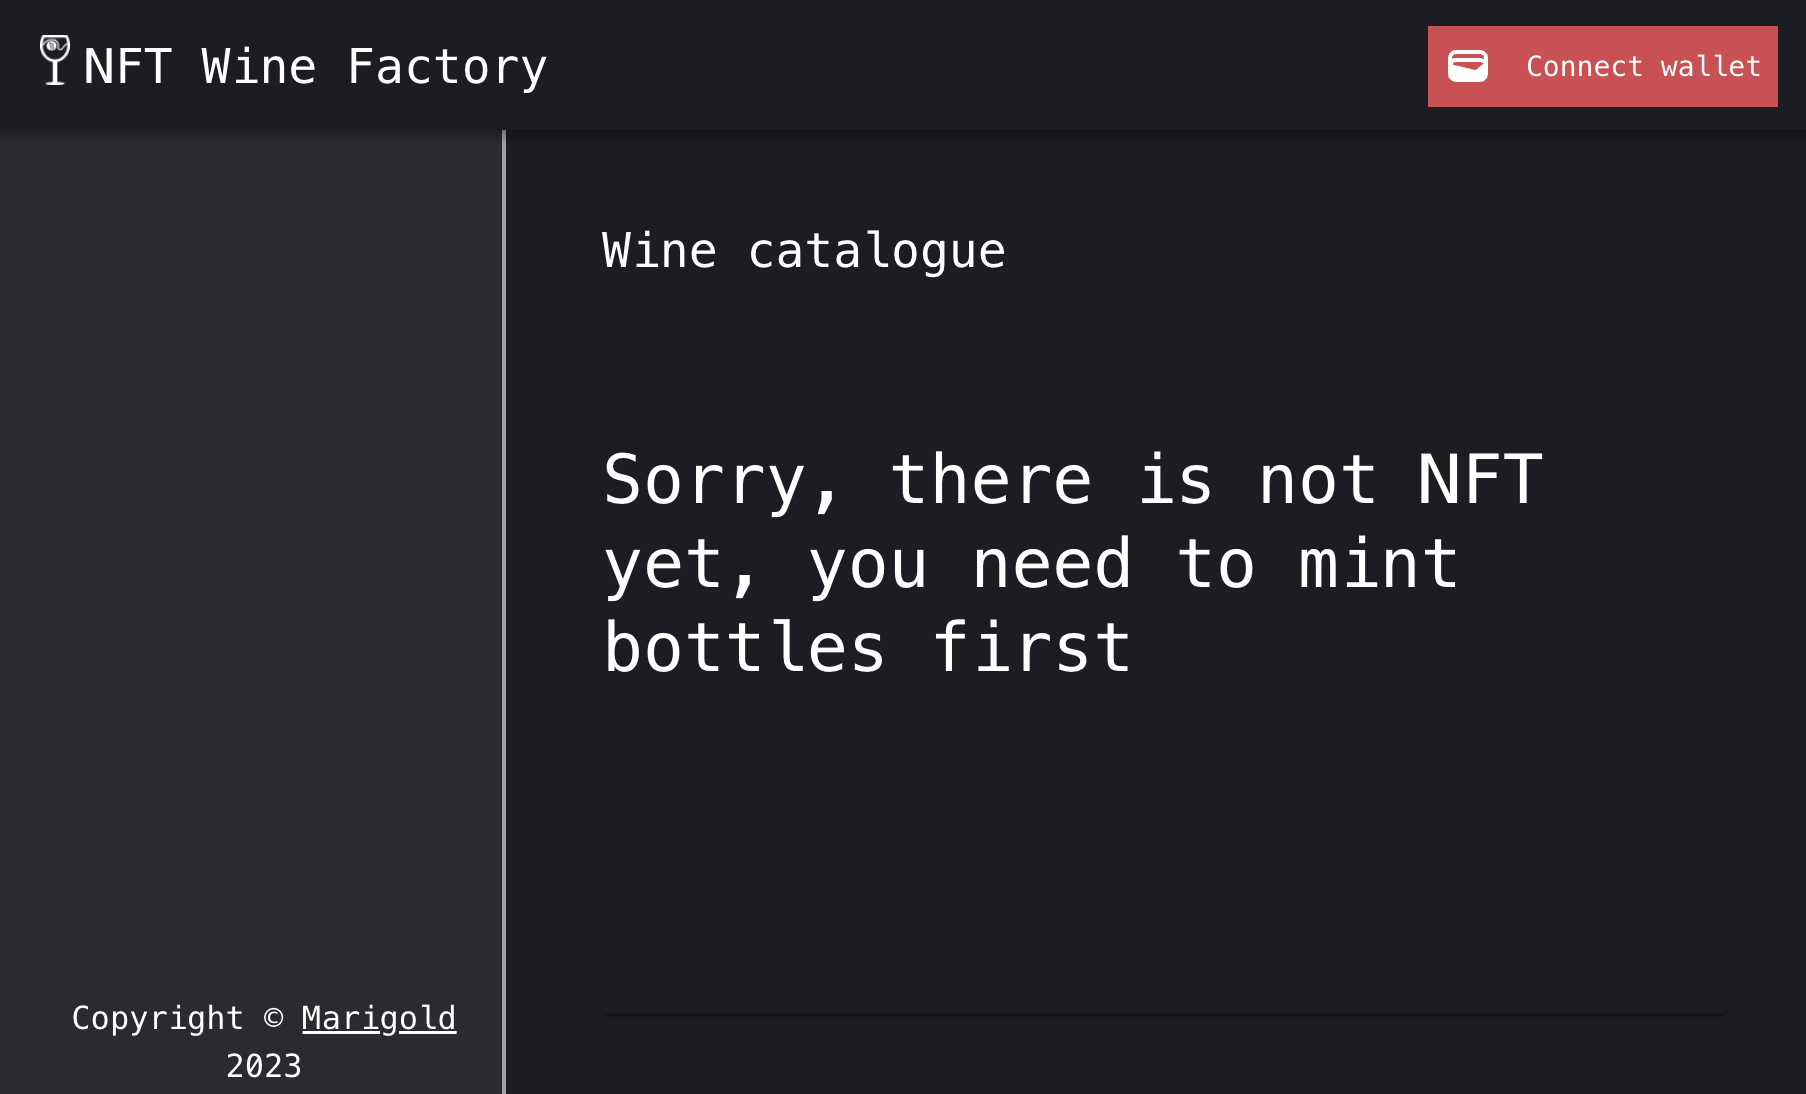 NFT Wine Factory
Connect wallet
Wine catalogue
Sorry, there is not NFT
yet, you need to mint
bottles first
Copyright © Marigold
2023